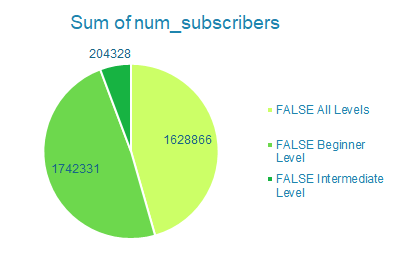 Sum of num_subscribers
204328
1628866
1742331
FALSE All Levels
FALSE Beginner
Level
FALSE Intermediate
Level